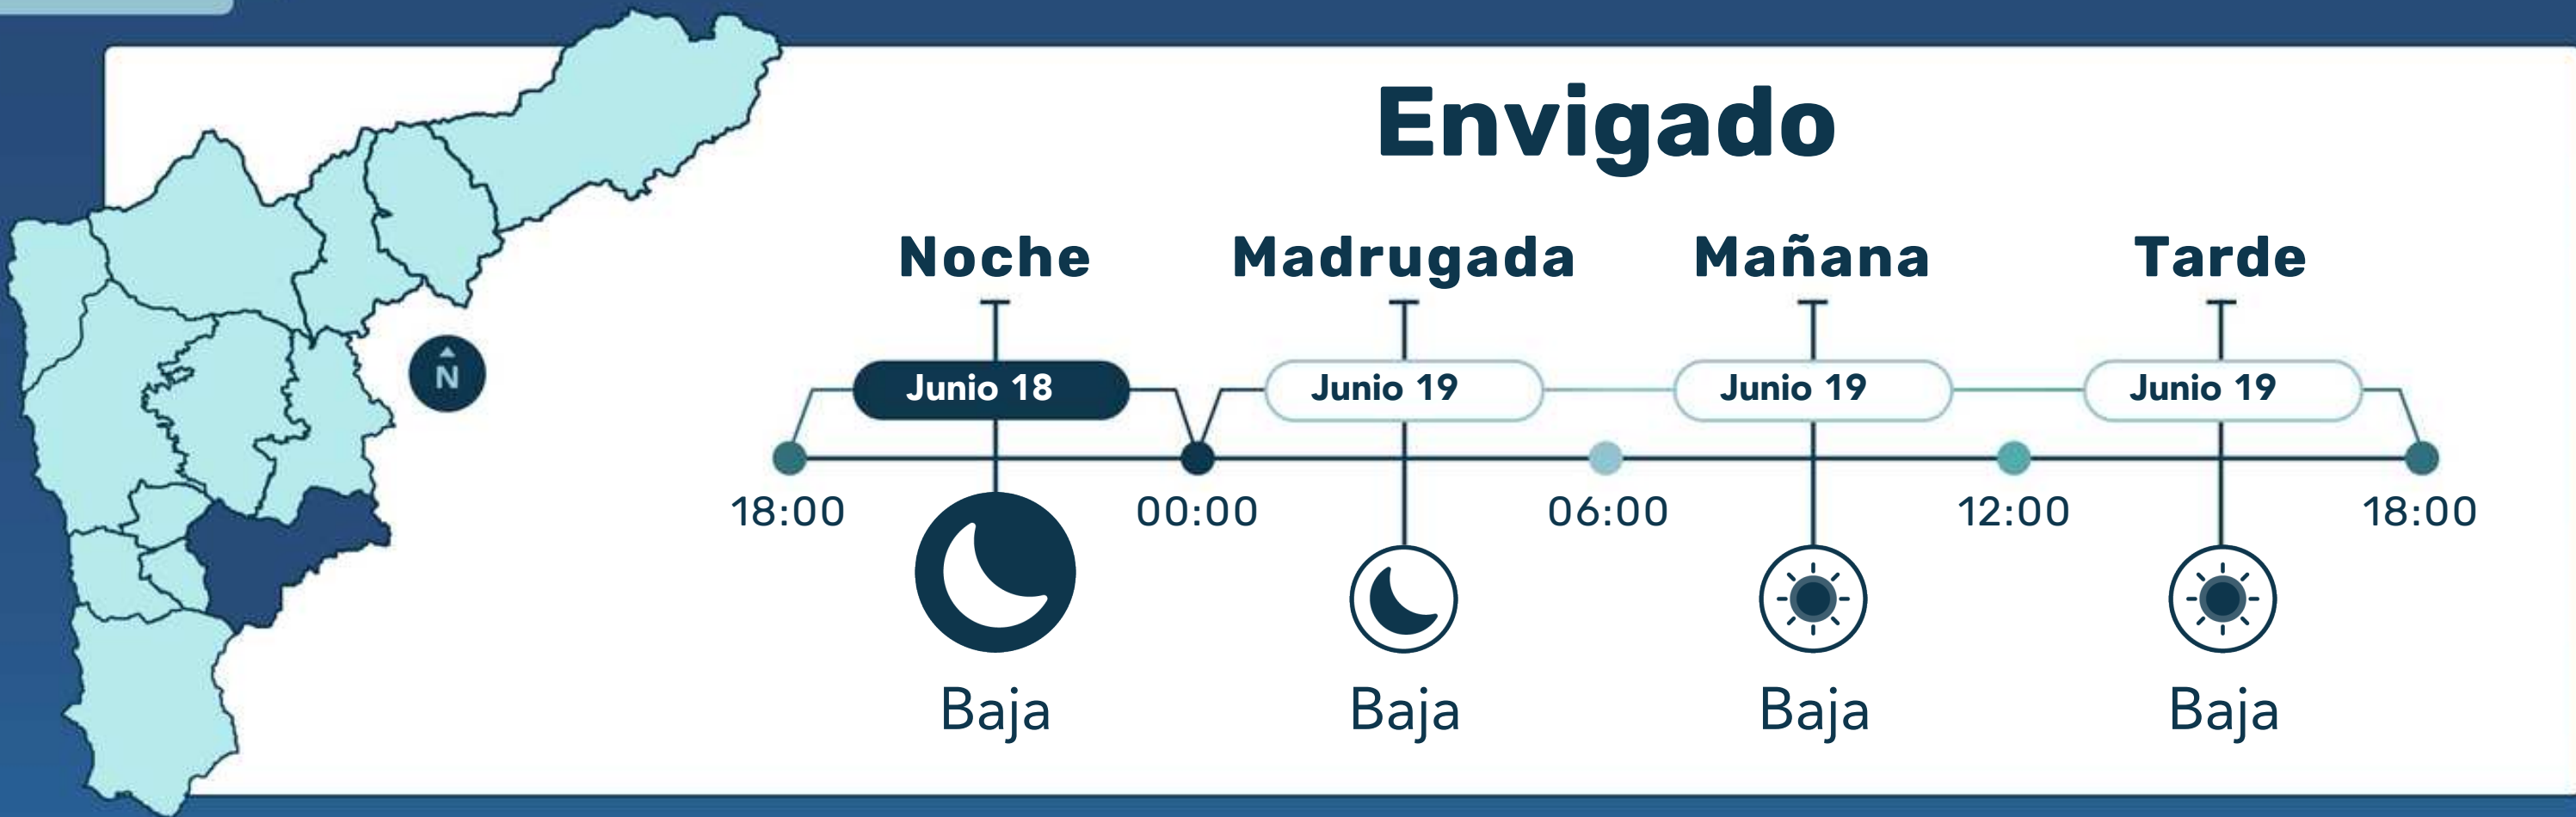 Envigado
Noche Madrugada Mañana Tarde
N
Junio 18 Junio 19 Junio 19 Junio 19
18:00 00:00 06:00 12:00 18:00
Baja Baja Baja Baja